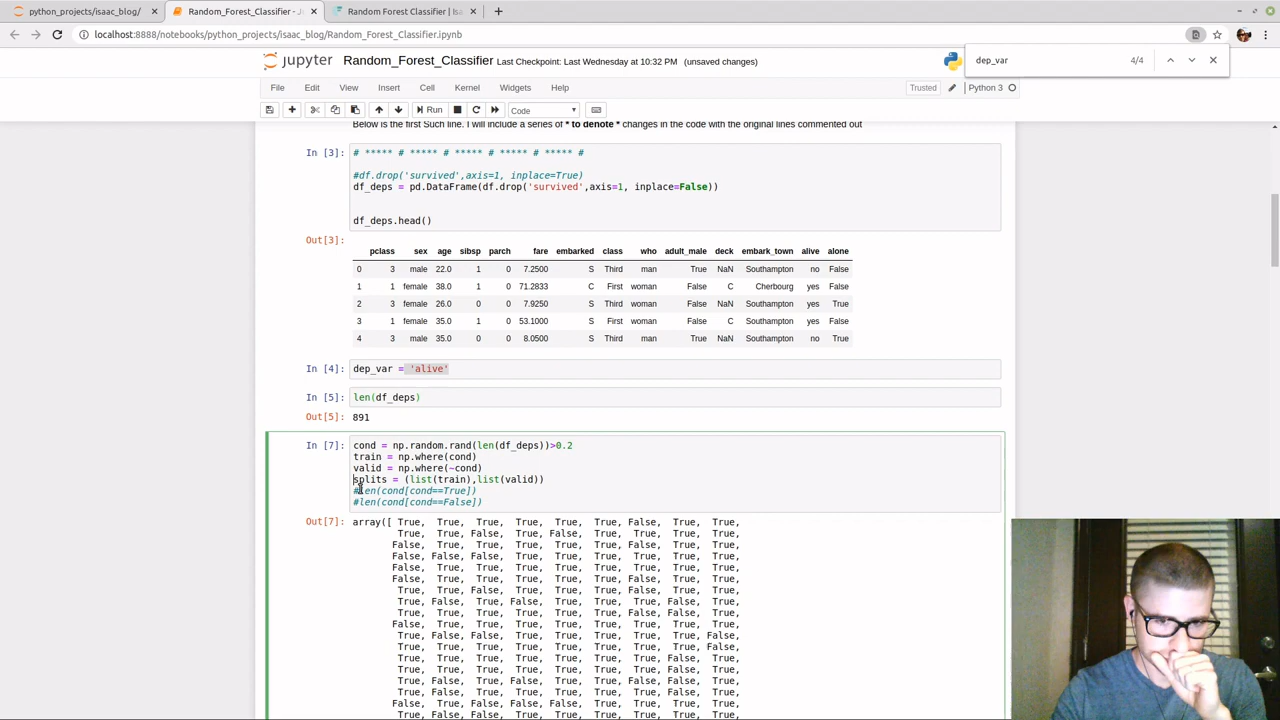 python_projects/isaac_blog/
Random_Forest_Classifier - J
Random Forest Classifier | Isa
localhost:8888/notebooks/python_projects/isaac_blog/Random_Forest_Classifier.ipynb
dep_var 4/4
jupyter Random_Forest_Classifier Last Checkpoint: Last Wednesday at 10:32 PM (unsaved changes)
File Edit View Insert Cell Kernel Widgets Help
Trusted Python 3
Run Code
Below is the first Such line. I will include a series of * to denote * changes in the code with the original lines commented out
In [3]: # ***** # ***** # ***** # ***** # ***** #
#df.drop('survived',axis=1, inplace=True)
df_deps = pd.DataFrame(df.drop('survived',axis=1, inplace=False))
df_deps.head()
Out[3]:
pclass sex age sibsp parch fare embarked class who adult_male deck embark_town alive alone
0 3 male 22.0 1 0 7.2500 S Third man True NaN Southampton no False
1 1 female 38.0 1 0 71.2833 C First woman False C Cherbourg yes False
2 3 female 26.0 0 0 7.9250 S Third woman False NaN Southampton yes True
3 1 female 35.0 1 0 53.1000 S First woman False C Southampton yes False
4 3 male 35.0 0 0 8.0500 S Third man True NaN Southampton no True
In [4]: dep_var = 'alive'
In [5]: len(df_deps)
Out[5]: 891
In [7]: cond = np.random.rand(len(df_deps))>0.2
train = np.where(cond)
valid = np.where(~cond)
splits = (list(train),list(valid))
#len(cond[cond==True])
#len(cond[cond==False])
Out[7]: array([ True, True, True, True, True, True, False, True, True,
True, True, False, True, False, True, True, True, True,
False, True, True, True, True, True, True, True, True,
False, False, False, True, True, True, True, True, True,
False, True, True, True, True, True, True, True, True,
False, True, True, True, True, True, True, False, True,
True, True, True, True, True, True, False, True, True,
True, False, True, False, True, True, True, False, True,
True, True, True, True, True, True, False, False, True,
False, True, True, True, True, True, True, True, True,
True, False, False, True, True, True, True, True, False,
True, True, True, True, True, True, True, True, False,
True, False, False, True, True, True, True, False, True,
True, True, True, True, True, True, True, False, True,
True, False, True, False, True, True, True, False, True,
True, True, False, True, True, True, False, False, True,
False, True, True, False, False, True, True, True, True,
True, True, True, True, True, True, True, False, True,